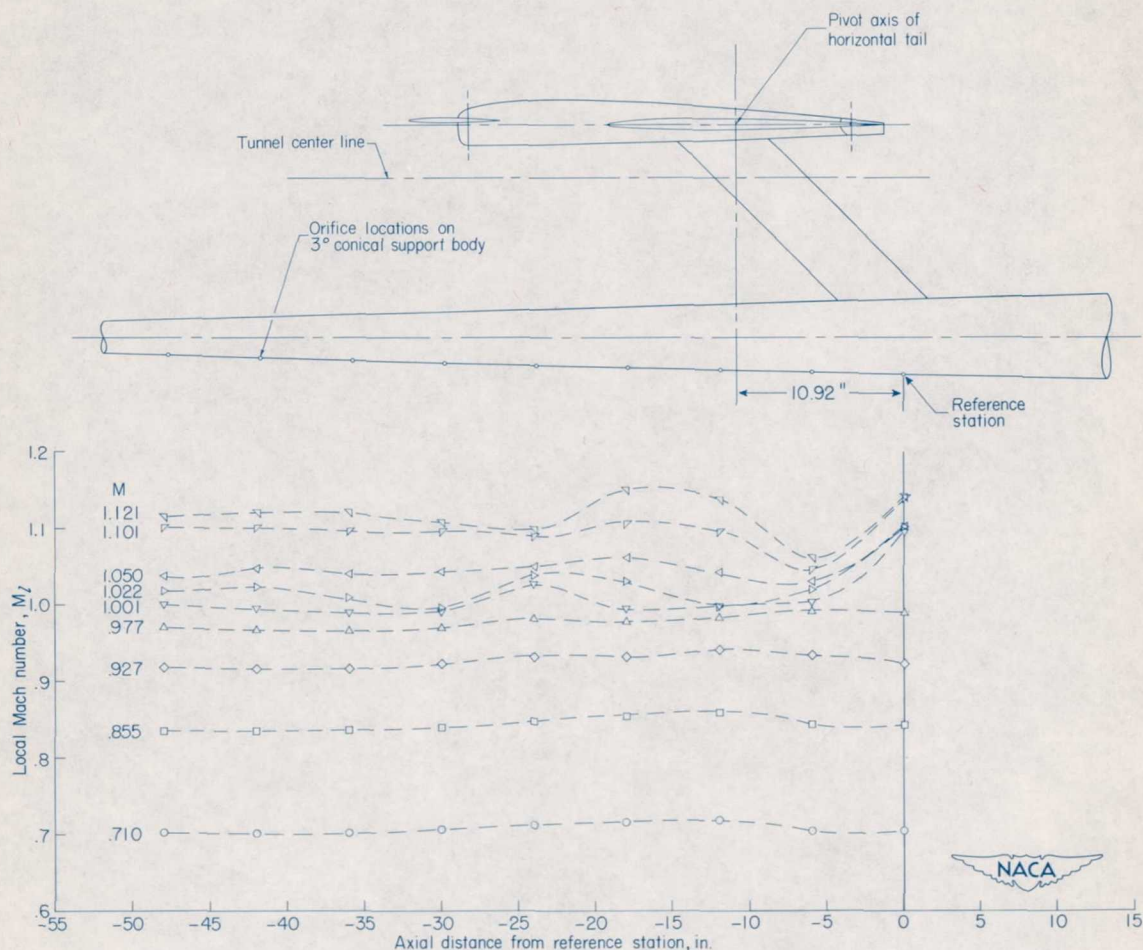 Pivot axis of
horizontal tail
Tunnel center line
Orifice locations on
3° conical support body
10.92"
Reference
station
1.2
M
1.121
1.1
1.101
1.050
1.022
1.0
1.001
.977
.927
.9
.855
.8
.710
.7
.6
Local Mach number, Ml
NACA
-55 -50 -45 -40 -35 -30 -25 -20 -15 -10 -5 0 5 10 15
Axial distance from reference station, in.